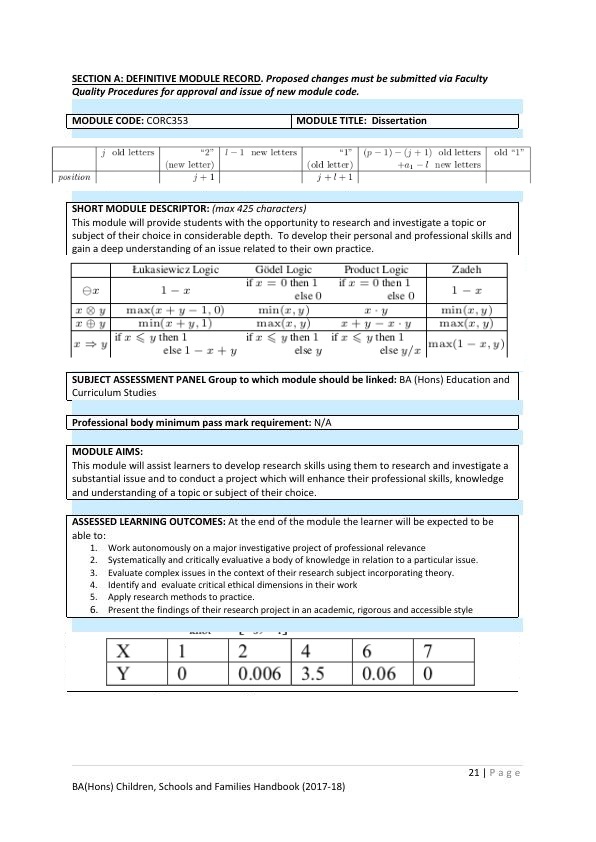 SECTION A: DEFINITIVE MODULE RECORD. Proposed changes must be submitted via Faculty
Quality Procedures for approval and issue of new module code.
MODULE CODE: CORC353 MODULE TITLE: Dissertation
j old letters "2" l − 1 new letters "1" (p − 1) − (j + 1) old letters old "1"
(new letter) (old letter) +a₁ − l new letters
position j + 1 j + l + 1
SHORT MODULE DESCRIPTOR: (max 425 characters)
This module will provide students with the opportunity to research and investigate a topic or
subject of their choice in considerable depth. To develop their personal and professional skills and
gain a deep understanding of an issue related to their own practice.
Łukasiewicz Logic Gödel Logic Product Logic Zadeh
⊖x 1 − x if x = 0 then 1 else 0 if x = 0 then 1 else 0 1 − x
x ⊗ y max(x + y − 1, 0) min(x, y) x · y min(x, y)
x ⊕ y min(x + y, 1) max(x, y) x + y − x · y max(x, y)
x ⇒ y if x ⩽ y then 1 else 1 − x + y if x ⩽ y then 1 else y if x ⩽ y then 1 else y/x max(1 − x, y)
SUBJECT ASSESSMENT PANEL Group to which module should be linked: BA (Hons) Education and
Curriculum Studies
Professional body minimum pass mark requirement: N/A
MODULE AIMS:
This module will assist learners to develop research skills using them to research and investigate a
substantial issue and to conduct a project which will enhance their professional skills, knowledge
and understanding of a topic or subject of their choice.
ASSESSED LEARNING OUTCOMES: At the end of the module the learner will be expected to
able to:
1. Work autonomously on a major investigative project of professional relevance
2. Systematically and critically evaluative a body of knowledge in relation to a particular issue.
3. Evaluate complex issues in the context of their research subject incorporating theory.
4. Identify and evaluate critical ethical dimensions in their work
5. Apply research methods to practice.
6. Present the findings of their research project in an academic, rigorous and accessible style
X 1 2 4 6 7
Y 0 0.006 3.5 0.06 0
21 | Page
BA(Hons) Children, Schools and Families Handbook (2017-18)